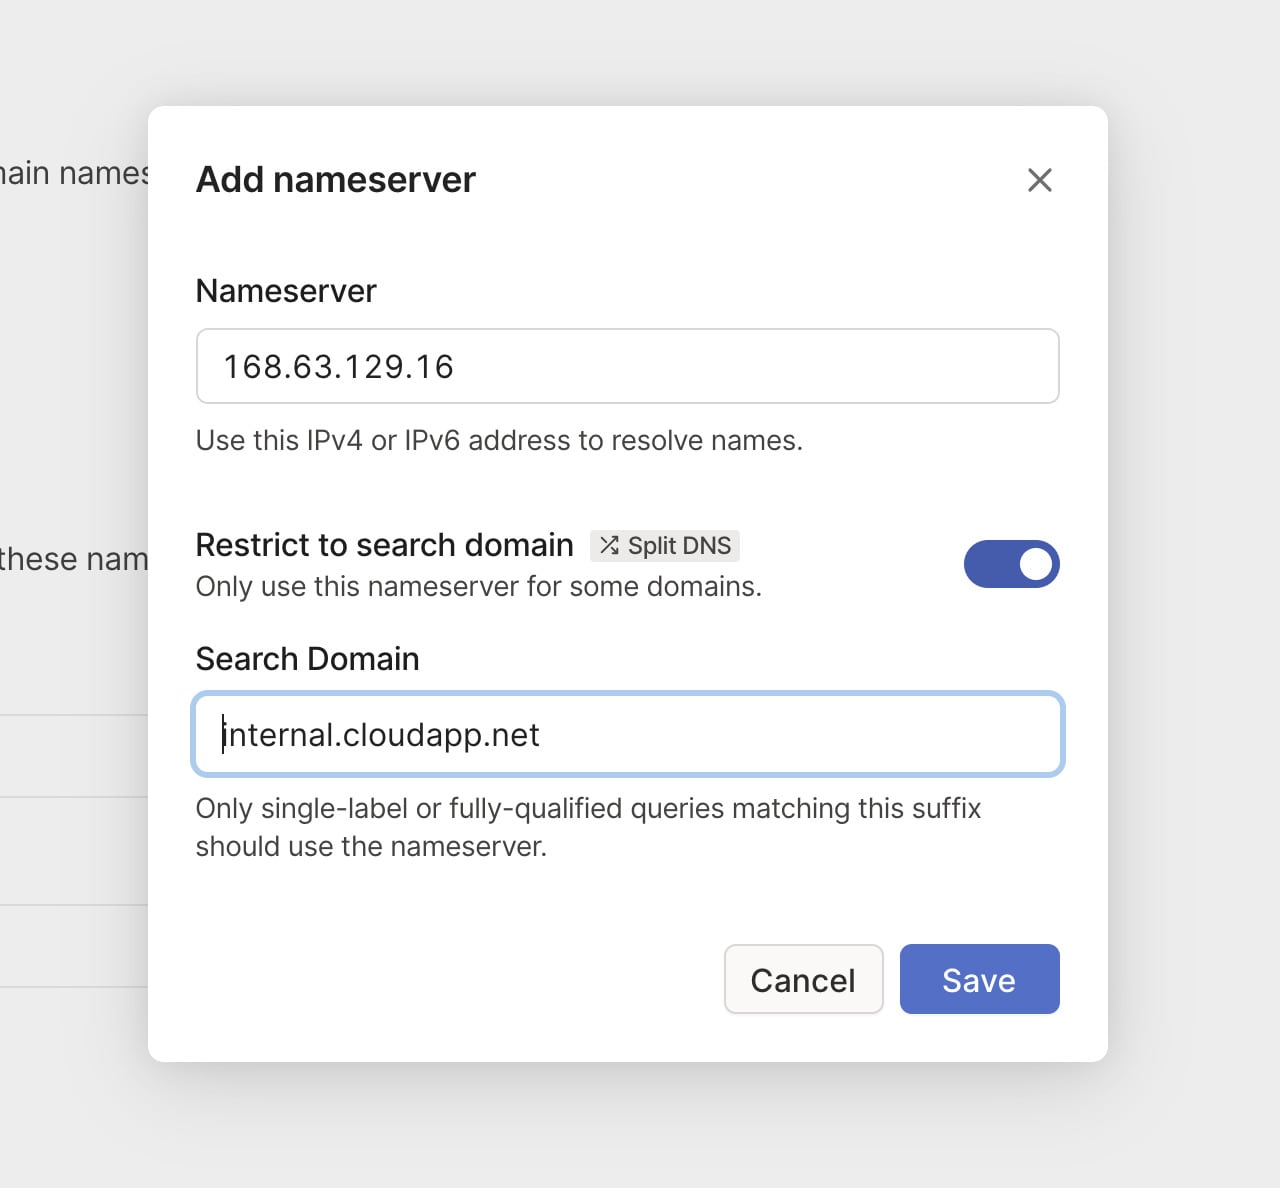 Add nameserver
names
Nameserver
168.63.129.16
Use this IPv4 or IPv6 address to resolve names.
Restrict to search domain Split DNS
these
Only use this nameserver for some domains.
Search Domain
internal.cloudapp.net
Only single-label or fully-qualified queries matching this suffix
should use the nameserver.
Cancel Save